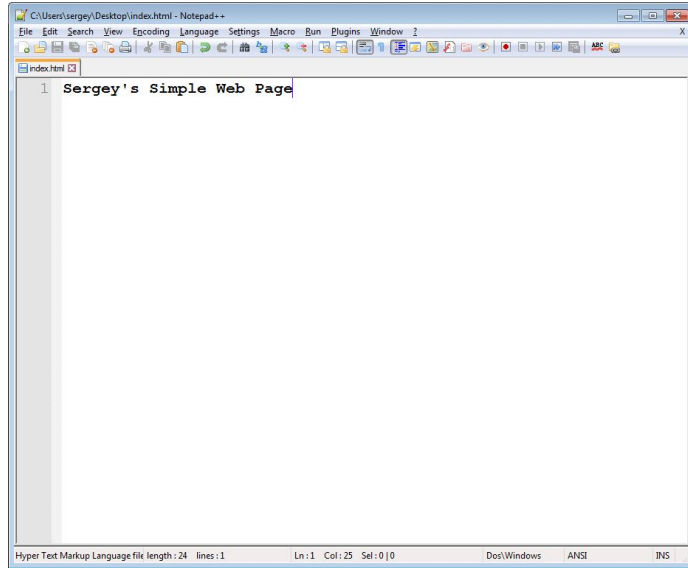 C:\Users\sergey\Desktop\index.html - Notepad++
File Edit Search View Encoding Language Settings Macro Run Plugins Window ? X
ABC
index.html
1 Sergey's Simple Web Page
Hyper Text Markup Language file length : 24 lines : 1 Ln : 1 Col : 25 Sel : 0 | 0 Dos\Windows ANSI INS